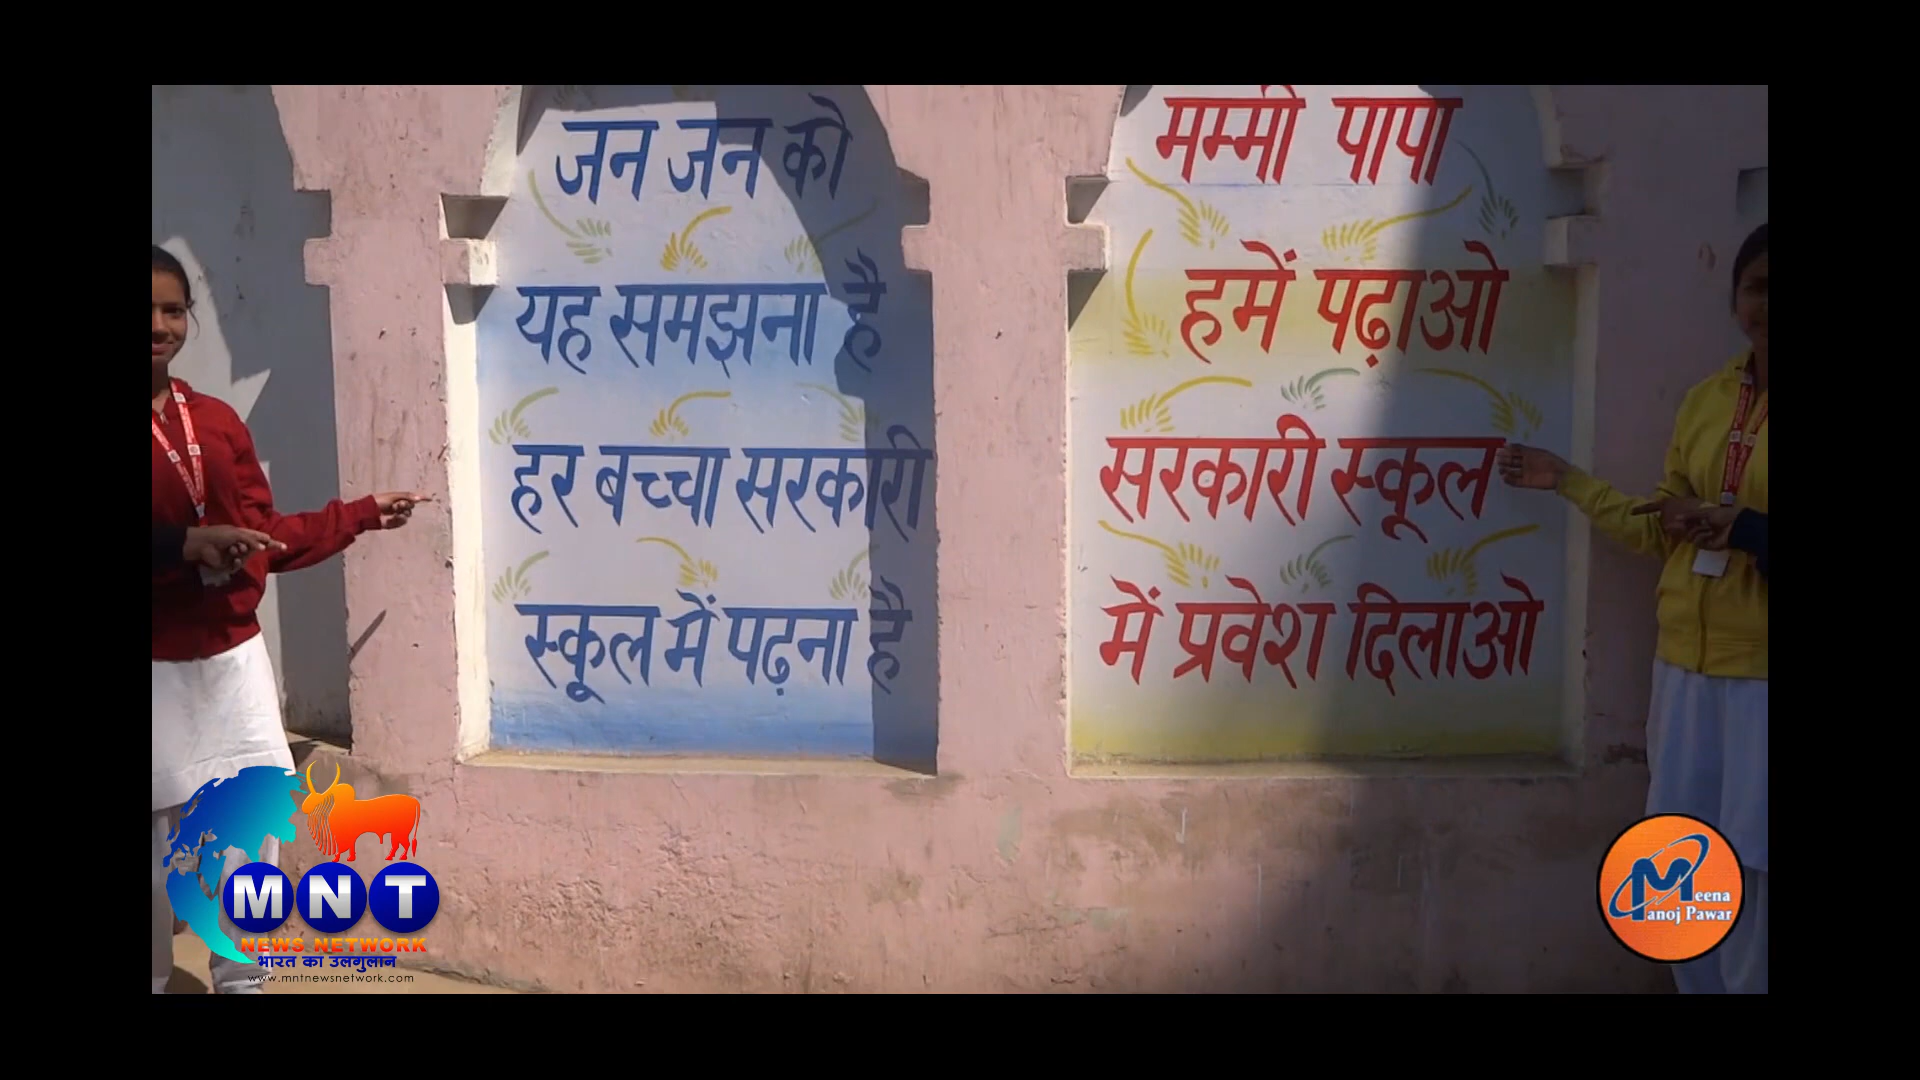 जन जन को
यह समझना है
हर बच्चा सरकारी
स्कूल में पढ़ना है
मम्मी पापा
हमें पढ़ाओ
सरकारी स्कूल
में प्रवेश दिलाओ
MNT
NEWS NETWORK
भारत का उलगुलान
www.mntnewsnetwork.com
Meena
Manoj Pawar